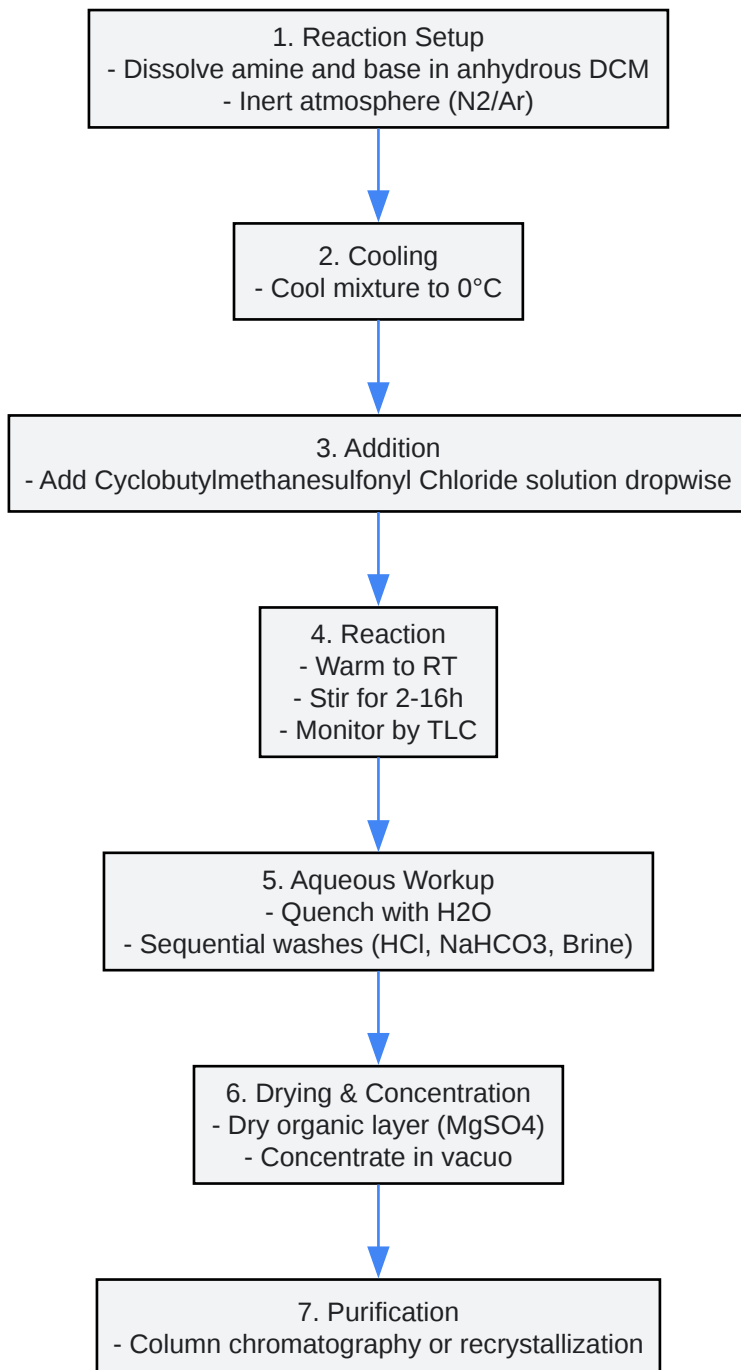 1. Reaction Setup
- Dissolve amine and base in anhydrous DCM
- Inert atmosphere (N2/Ar)
2. Cooling
- Cool mixture to 0°C
3. Addition
- Add Cyclobutylmethanesulfonyl Chloride solution dropwise
4. Reaction
- Warm to RT
- Stir for 2-16h
- Monitor by TLC
5. Aqueous Workup
- Quench with H2O
- Sequential washes (HCl, NaHCO3, Brine)
6. Drying & Concentration
- Dry organic layer (MgSO4)
- Concentrate in vacuo
7. Purification
- Column chromatography or recrystallization